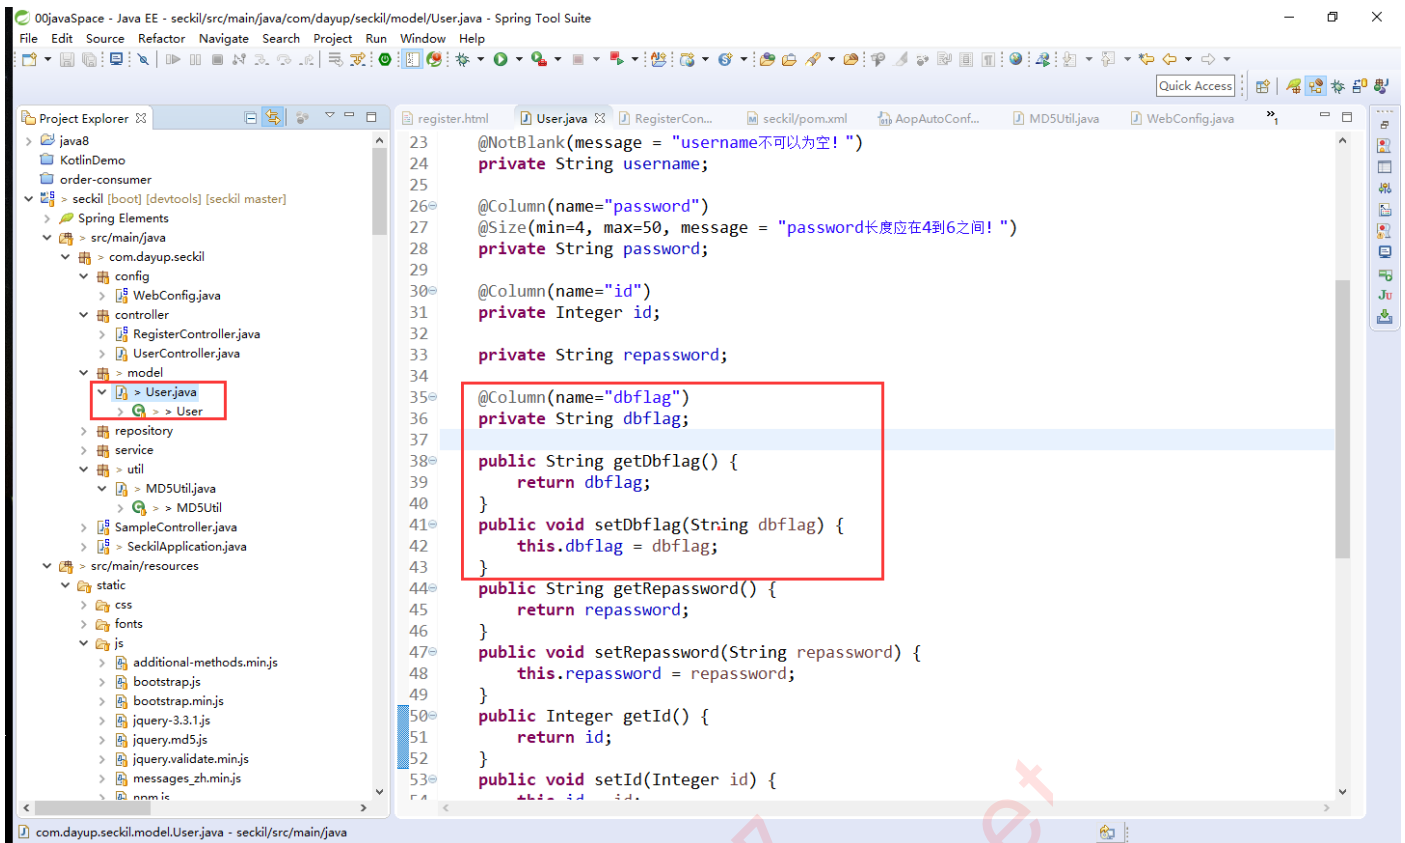 00javaSpace - Java EE - seckil/src/main/java/com/dayup/seckil/model/User.java - Spring Tool Suite
File Edit Source Refactor Navigate Search Project Run Window Help
Quick Access
Project Explorer
java8
KotlinDemo
order-consumer
> seckil [boot] [devtools] [seckil master]
Spring Elements
> src/main/java
> com.dayup.seckil
config
WebConfig.java
controller
RegisterController.java
UserController.java
> model
> User.java
> > User
repository
service
> util
> MD5Util.java
> > MD5Util
SampleController.java
> SeckilApplication.java
> src/main/resources
static
css
fonts
js
additional-methods.min.js
bootstrap.js
bootstrap.min.js
jquery-3.3.1.js
jquery.md5.js
jquery.validate.min.js
messages_zh.min.js
npm.js
register.html User.java RegisterCon... seckil/pom.xml AopAutoConf... MD5Util.java WebConfig.java »1
23 @NotBlank(message = "username不可以为空！")
24 private String username;
25
26 @Column(name="password")
27 @Size(min=4, max=50, message = "password长度应在4到6之间！")
28 private String password;
29
30 @Column(name="id")
31 private Integer id;
32
33 private String repassword;
34
35 @Column(name="dbflag")
36 private String dbflag;
37
38 public String getDbflag() {
39 return dbflag;
40 }
41 public void setDbflag(String dbflag) {
42 this.dbflag = dbflag;
43 }
44 public String getRepassword() {
45 return repassword;
46 }
47 public void setRepassword(String repassword) {
48 this.repassword = repassword;
49 }
50 public Integer getId() {
51 return id;
52 }
53 public void setId(Integer id) {
54 this.id = id;
Ju
com.dayup.seckil.model.User.java - seckil/src/main/java